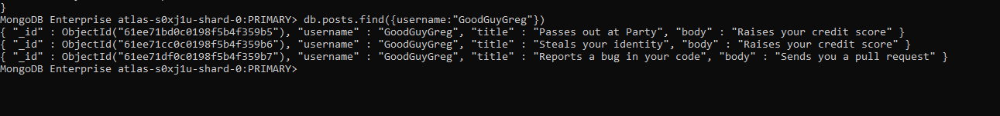 }
MongoDB Enterprise atlas-s0xj1u-shard-0:PRIMARY> db.posts.find({username:"GoodGuyGreg"})
{ "_id" : ObjectId("61ee71bd0c0198f5b4f359b5"), "username" : "GoodGuyGreg", "title" : "Passes out at Party", "body" : "Raises your credit score" }
{ "_id" : ObjectId("61ee71cc0c0198f5b4f359b6"), "username" : "GoodGuyGreg", "title" : "Steals your identity", "body" : "Raises your credit score" }
{ "_id" : ObjectId("61ee71df0c0198f5b4f359b7"), "username" : "GoodGuyGreg", "title" : "Reports a bug in your code", "body" : "Sends you a pull request" }
MongoDB Enterprise atlas-s0xj1u-shard-0:PRIMARY>